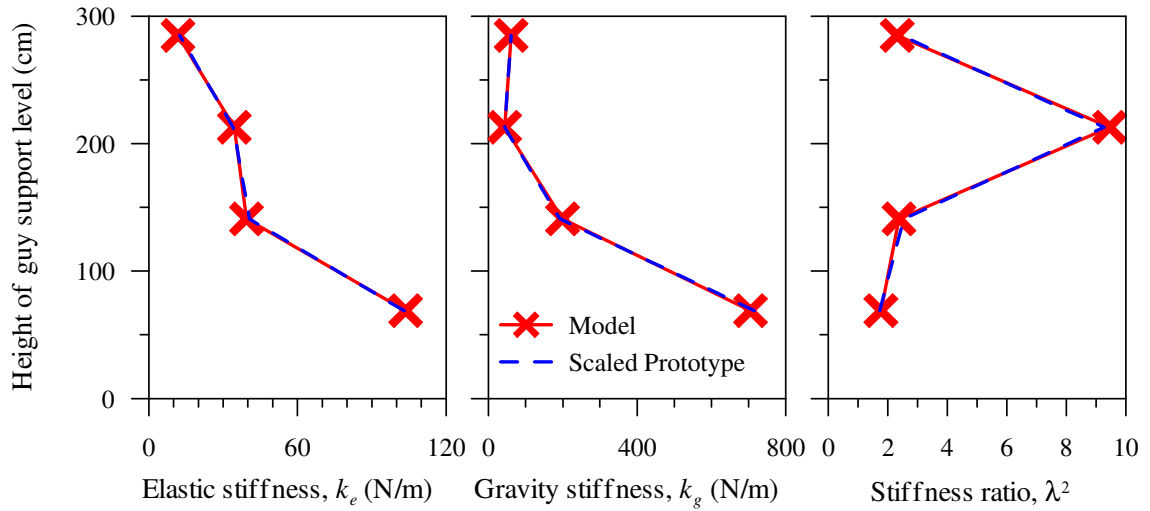 Height of guy support level (cm)
300
200
100
0
0 60 120
Elastic stiffness, kₑ (N/m)
0 400 800
Gravity stiffness, k_g (N/m)
Model
Scaled Prototype
0 2 4 6 8 10
Stiffness ratio, λ²